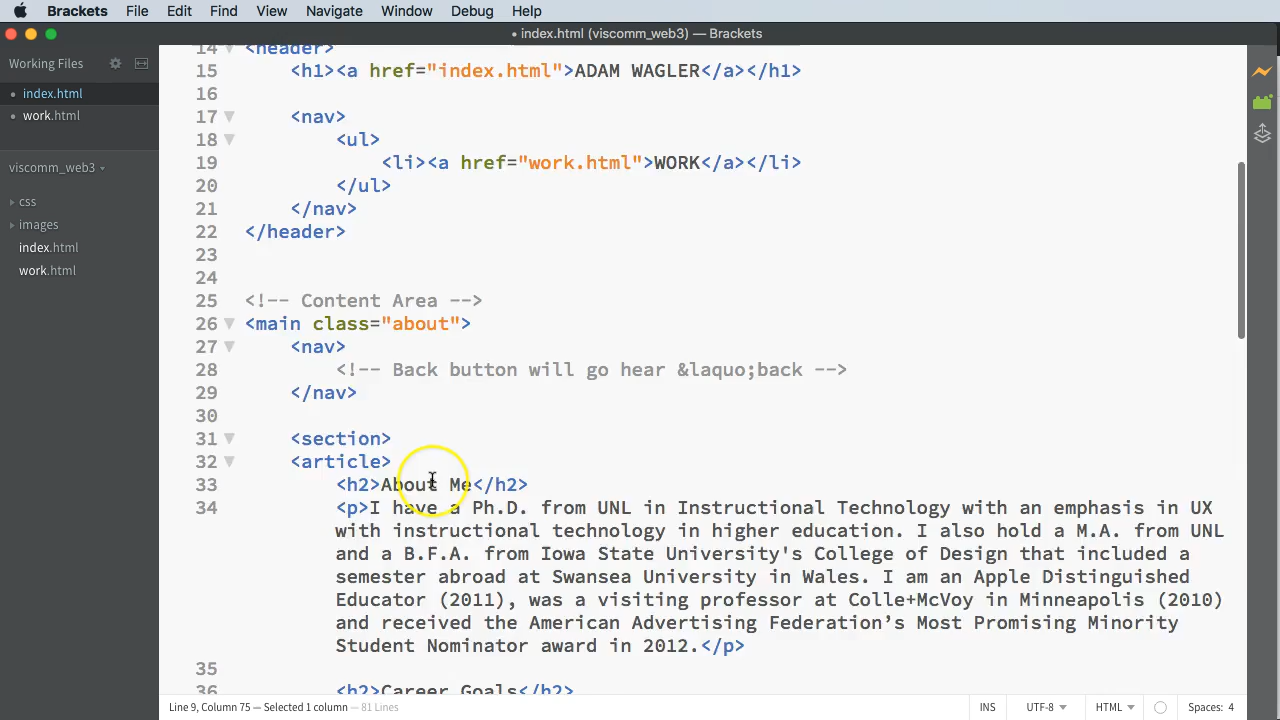 Brackets File Edit Find View Navigate Window Debug Help
• index.html (viscomm_web3) — Brackets
Working Files
• index.html
• work.html
viscomm_web3
css
images
index.html
work.html
14 <header>
15 <h1><a href="index.html">ADAM WAGLER</a></h1>
16
17 <nav>
18 <ul>
19 <li><a href="work.html">WORK</a></li>
20 </ul>
21 </nav>
22 </header>
23
24
25 <!-- Content Area -->
26 <main class="about">
27 <nav>
28 <!-- Back button will go hear &laquo;back -->
29 </nav>
30
31 <section>
32 <article>
33 <h2>About Me</h2>
34 <p>I have a Ph.D. from UNL in Instructional Technology with an emphasis in UX
with instructional technology in higher education. I also hold a M.A. from UNL
and a B.F.A. from Iowa State University's College of Design that included a
semester abroad at Swansea University in Wales. I am an Apple Distinguished
Educator (2011), was a visiting professor at Colle+McVoy in Minneapolis (2010)
and received the American Advertising Federation’s Most Promising Minority
Student Nominator award in 2012.</p>
35
36 <h2>Career Goals</h2>
Line 9, Column 75 — Selected 1 column — 81 Lines INS UTF-8 HTML Spaces: 4